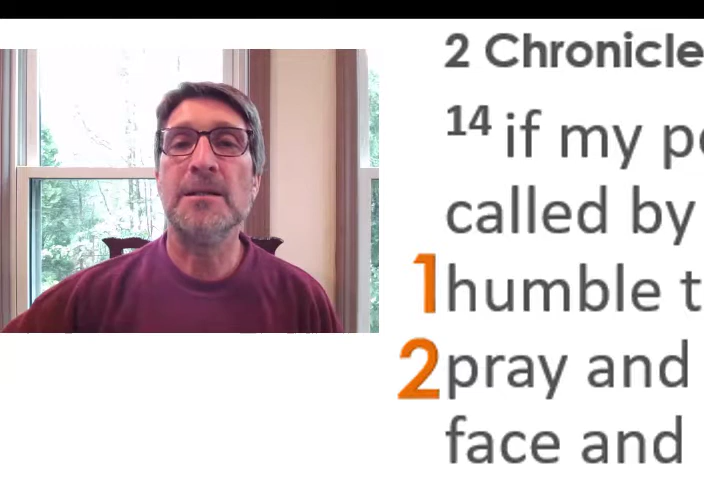 2 Chronicle
14 if my p
called by
1 humble t
2 pray and
face and